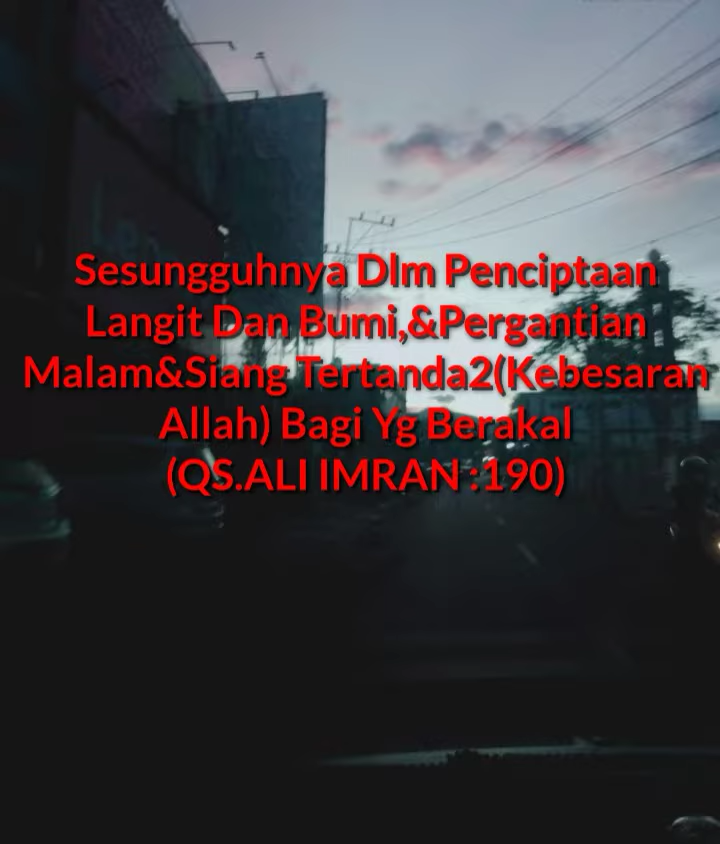 Sesungguhnya Dlm Penciptaan
Langit Dan Bumi,&Pergantian
Malam&Siang Tertanda2(Kebesaran
Allah) Bagi Yg Berakal
(QS.ALI IMRAN :190)